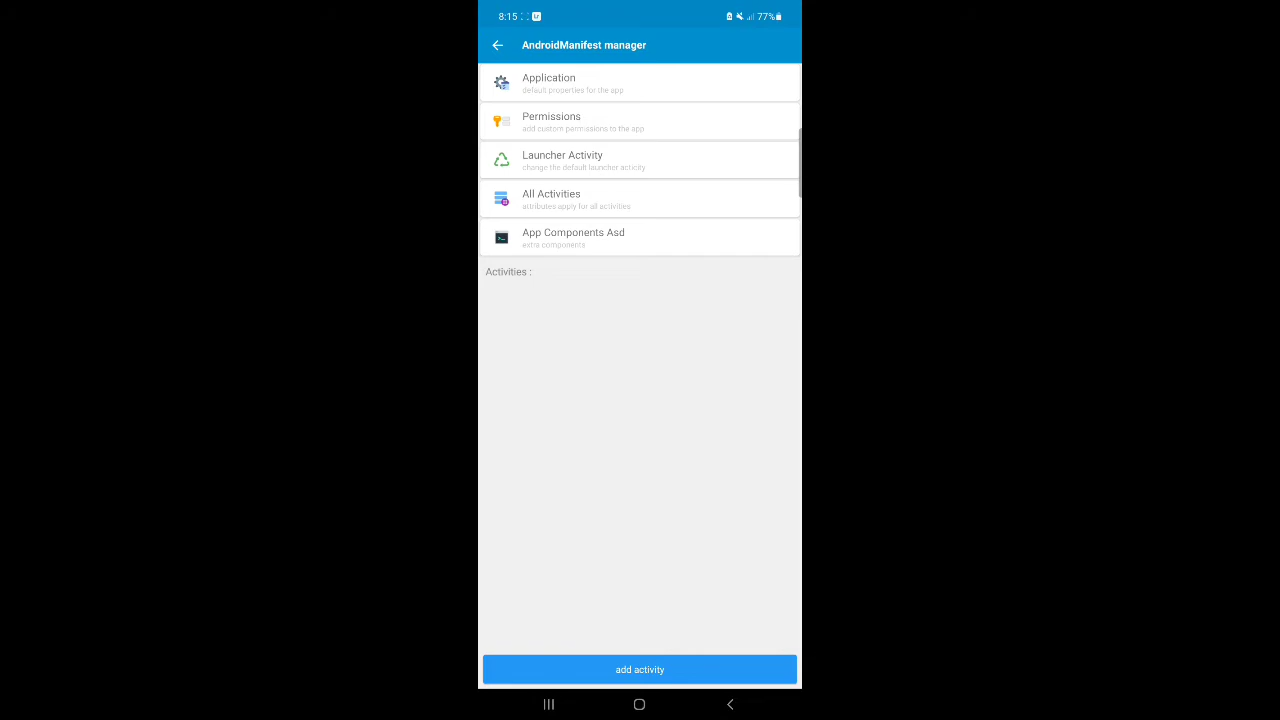 8:15
77%
AndroidManifest manager
Application
default properties for the app
Permissions
add custom permissions to the app
Launcher Activity
change the default launcher acticity
All Activities
attributes apply for all activities
App Components Asd
extra components
Activities :
add activity